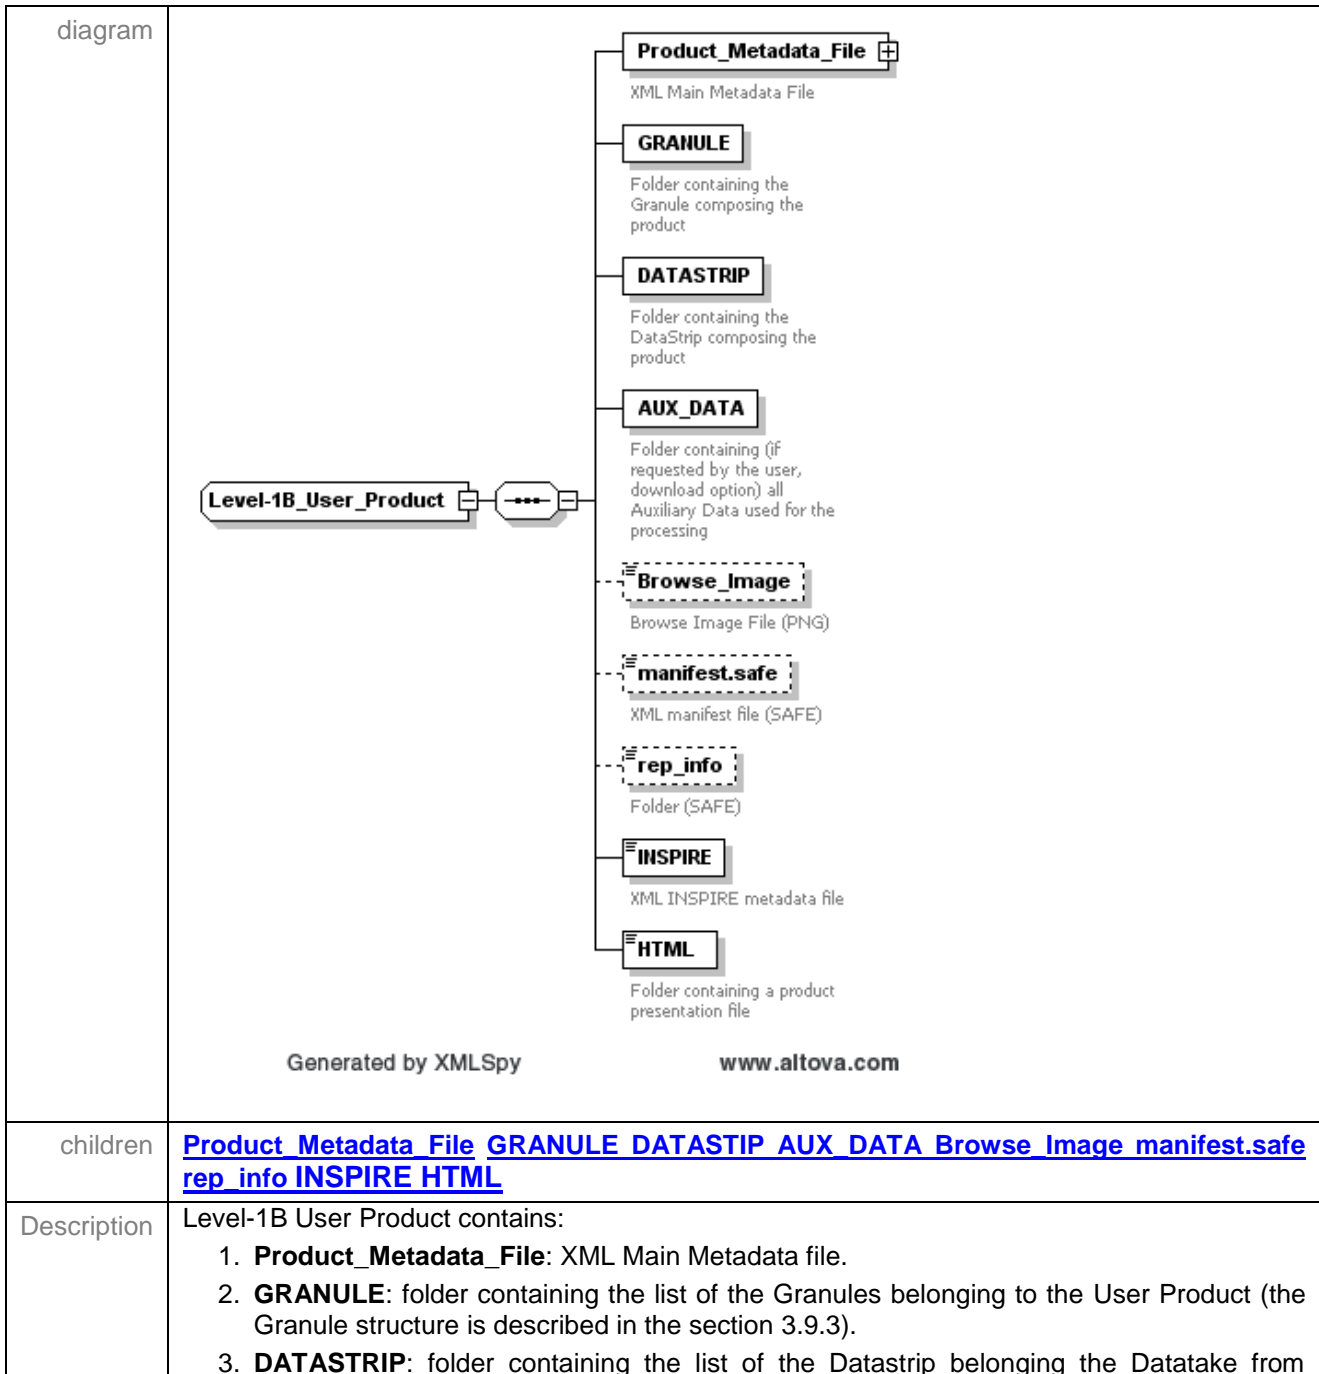 diagram
Product_Metadata_File
XML Main Metadata File
GRANULE
Folder containing the
Granule composing the
product
DATASTRIP
Folder containing the
DataStrip composing the
product
AUX_DATA
Folder containing (if
requested by the user,
download option) all
Auxiliary Data used for the
processing
Level-1B_User_Product
Browse_Image
Browse Image File (PNG)
manifest.safe
XML manifest file (SAFE)
rep_info
Folder (SAFE)
INSPIRE
XML INSPIRE metadata file
HTML
Folder containing a product
presentation file
Generated by XMLSpy www.altova.com
children
Product_Metadata_File GRANULE DATASTIP AUX_DATA Browse_Image manifest.safe
rep_info INSPIRE HTML
Description
Level-1B User Product contains:
1. Product_Metadata_File: XML Main Metadata file.
2. GRANULE: folder containing the list of the Granules belonging to the User Product (the
Granule structure is described in the section 3.9.3).
3. DATASTRIP: folder containing the list of the Datastrip belonging the Datatake from